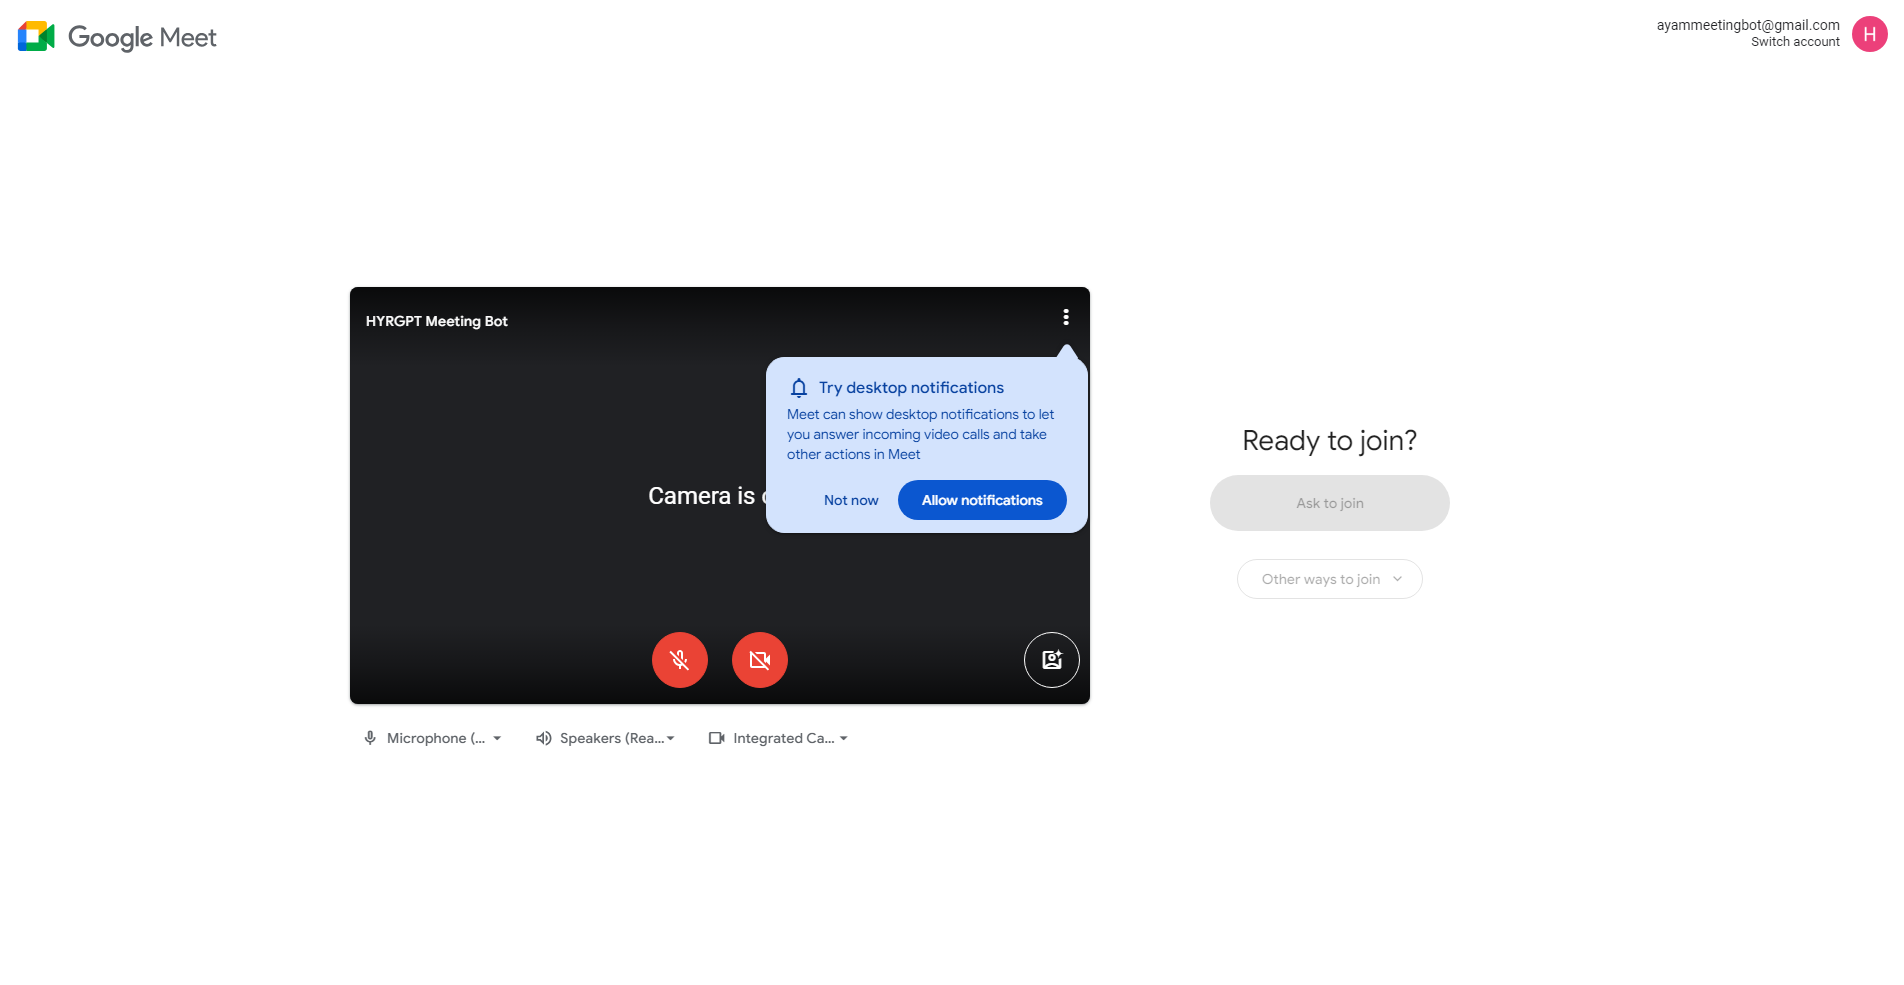 Google Meet
ayammeetingbot@gmail.com
Switch account
H
HYRGPT Meeting Bot
Try desktop notifications
Meet can show desktop notifications to let
you answer incoming video calls and take
other actions in Meet
Not now
Allow notifications
Camera is
Ready to join?
Ask to join
Other ways to join
Microphone (...
Speakers (Rea...
Integrated Ca...